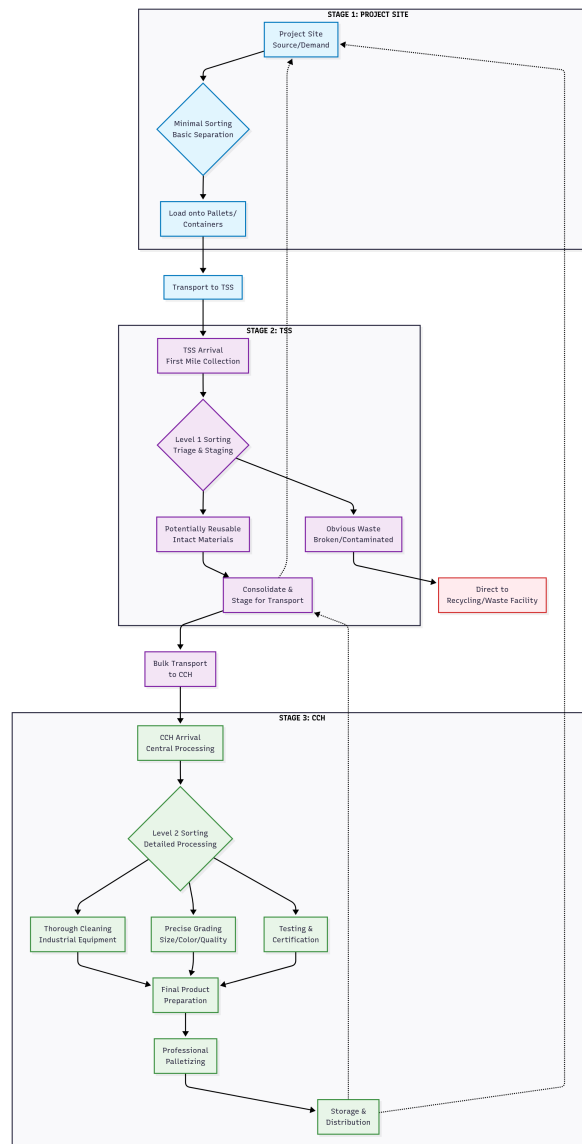 STAGE 1: PROJECT SITE
Project Site
Source/Demand
Minimal Sorting
Basic Separation
Load onto Pallets/
Containers
Transport to TSS
STAGE 2: TSS
TSS Arrival
First Mile Collection
Level 1 Sorting
Triage & Staging
Potentially Reusable
Intact Materials
Obvious Waste
Broken/Contaminated
Consolidate &
Stage for Transport
Direct to
Recycling/Waste Facility
Bulk Transport
to CCH
STAGE 3: CCH
CCH Arrival
Central Processing
Level 2 Sorting
Detailed Processing
Thorough Cleaning
Industrial Equipment
Precise Grading
Size/Color/Quality
Testing &
Certification
Final Product
Preparation
Professional
Palletizing
Storage &
Distribution